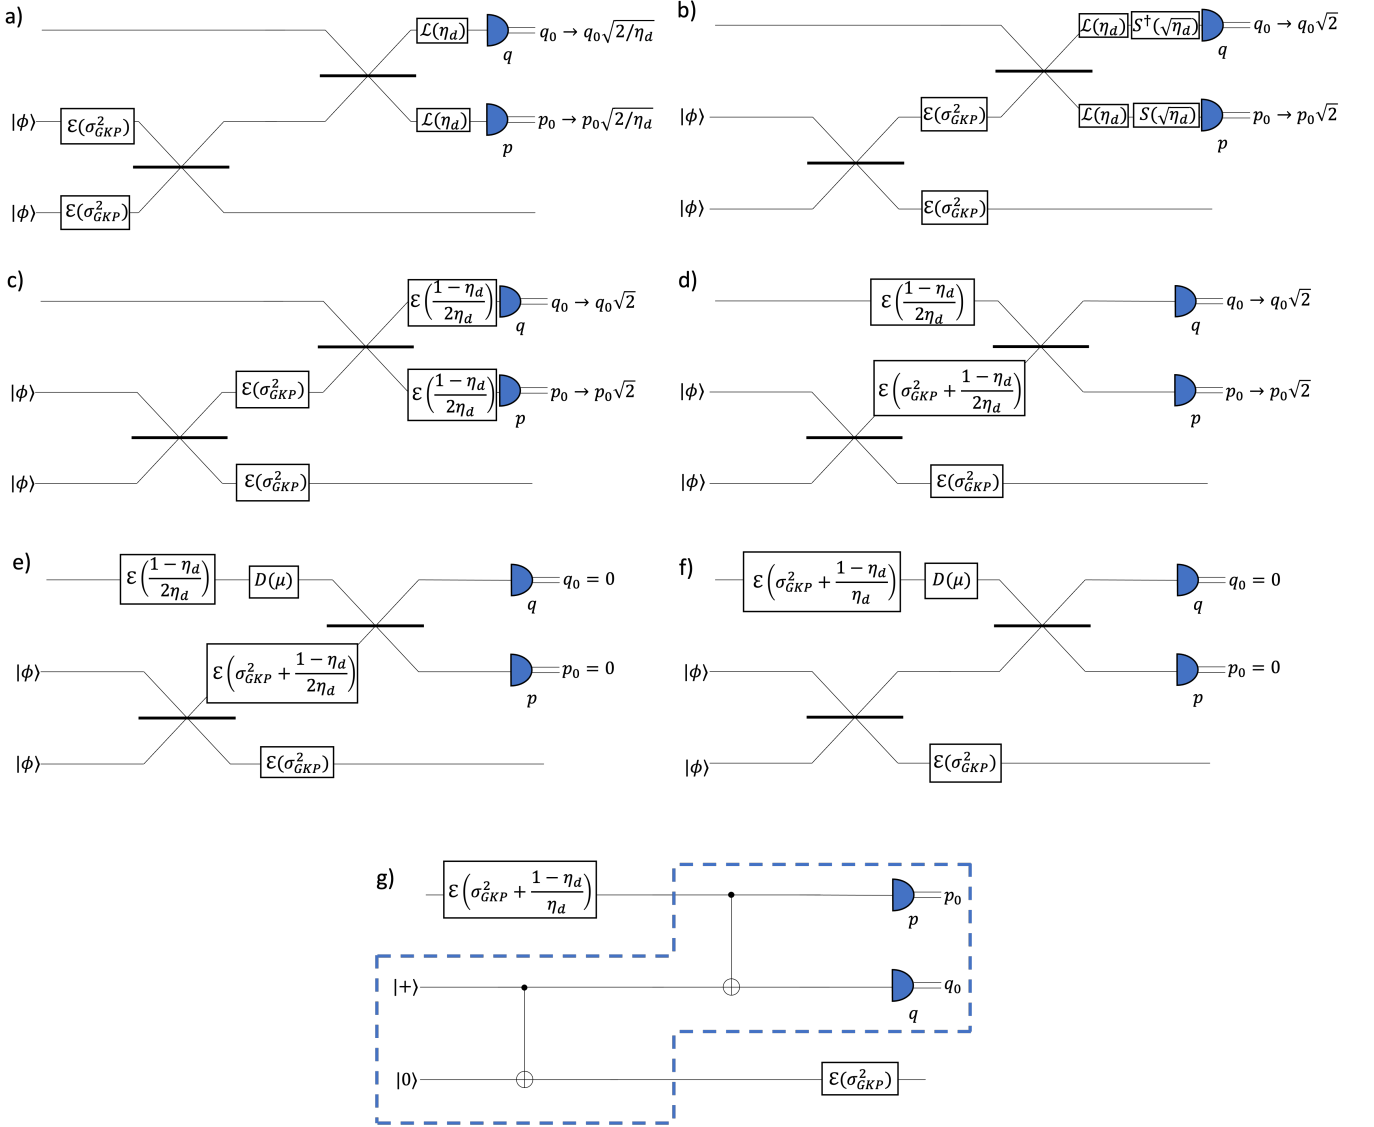 a)
ℒ(η_d) q_0 → q_0√2/η_d
q
|ϕ⟩ ℰ(σ²_GKP) ℒ(η_d) p_0 → p_0√2/η_d
p
|ϕ⟩ ℰ(σ²_GKP)
b)
ℒ(η_d) S†(√η_d) q_0 → q_0√2
q
|ϕ⟩ ℰ(σ²_GKP) ℒ(η_d) S(√η_d) p_0 → p_0√2
p
|ϕ⟩ ℰ(σ²_GKP)
c)
ℰ(1 − η_d / 2η_d) q_0 → q_0√2
q
|ϕ⟩ ℰ(σ²_GKP) ℰ(1 − η_d / 2η_d) p_0 → p_0√2
p
|ϕ⟩ ℰ(σ²_GKP)
d)
ℰ(1 − η_d / 2η_d) q_0 → q_0√2
q
|ϕ⟩ ℰ(σ²_GKP + 1 − η_d / 2η_d) p_0 → p_0√2
p
|ϕ⟩ ℰ(σ²_GKP)
e)
ℰ(1 − η_d / 2η_d) D(μ) q_0 = 0
q
|ϕ⟩ ℰ(σ²_GKP + 1 − η_d / 2η_d) p_0 = 0
p
|ϕ⟩ ℰ(σ²_GKP)
f)
ℰ(σ²_GKP + 1 − η_d / η_d) D(μ) q_0 = 0
q
|ϕ⟩ p_0 = 0
p
|ϕ⟩ ℰ(σ²_GKP)
g)
ℰ(σ²_GKP + 1 − η_d / η_d) p_0
p
|+⟩ q_0
q
|0⟩ ℰ(σ²_GKP)